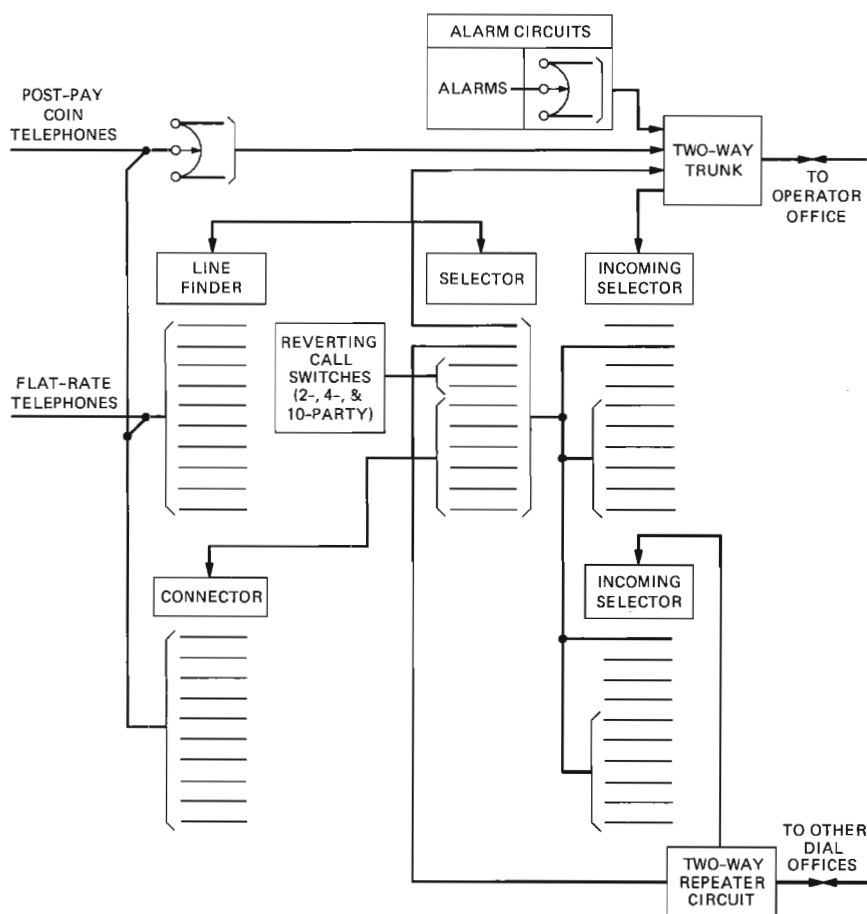 ALARM CIRCUITS
ALARMS
POST-PAY
COIN
TELEPHONES
TWO-WAY
TRUNK
TO
OPERATOR
OFFICE
LINE
FINDER
SELECTOR
INCOMING
SELECTOR
REVERTING
CALL
SWITCHES
(2-, 4-, &
10-PARTY)
FLAT-RATE
TELEPHONES
CONNECTOR
INCOMING
SELECTOR
TO OTHER
DIAL
OFFICES
TWO-WAY
REPEATER
CIRCUIT